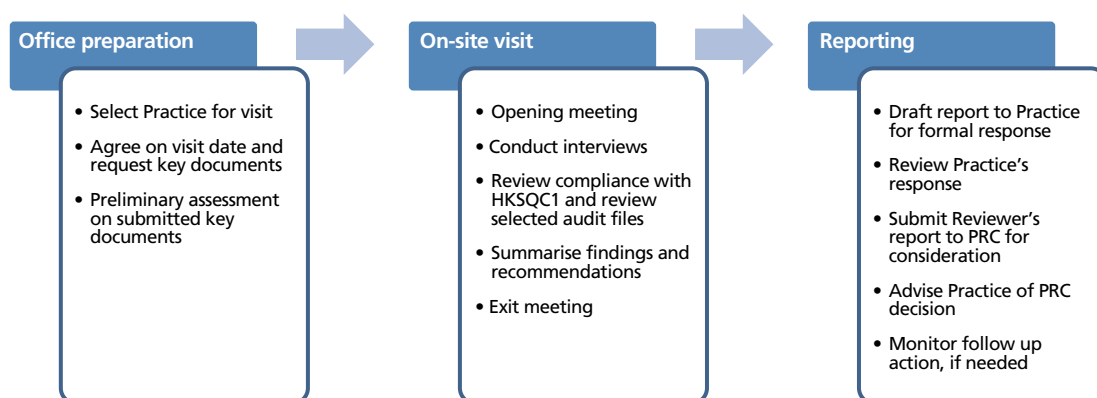 Office preparation
• Select Practice for visit
• Agree on visit date and
request key documents
• Preliminary assessment
on submitted key
documents
On-site visit
• Opening meeting
• Conduct interviews
• Review compliance with
HKSQC1 and review
selected audit files
• Summarise findings and
recommendations
• Exit meeting
Reporting
• Draft report to Practice
for formal response
• Review Practice's
response
• Submit Reviewer's
report to PRC for
consideration
• Advise Practice of PRC
decision
• Monitor follow up
action, if needed